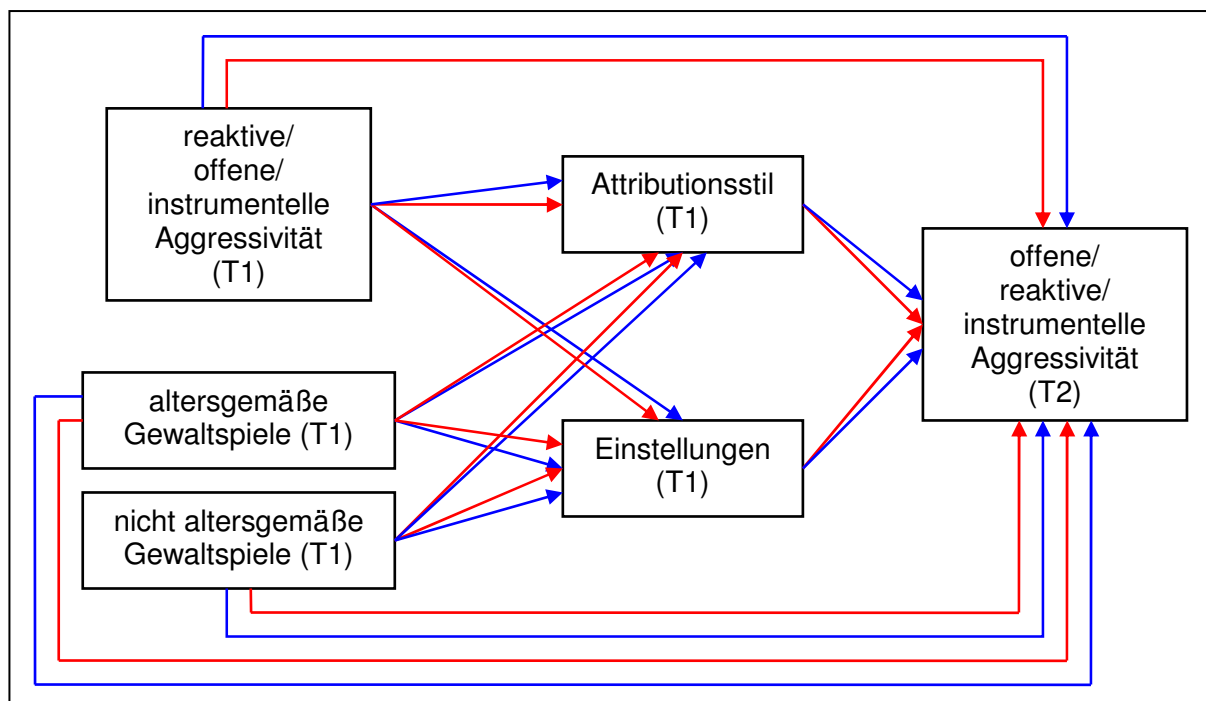 reaktive/
offene/
instrumentelle
Aggressivität
(T1)
Attributionsstil
(T1)
offene/
reaktive/
instrumentelle
Aggressivität
(T2)
altersgemäße
Gewaltspiele (T1)
Einstellungen
(T1)
nicht altersgemäße
Gewaltspiele (T1)